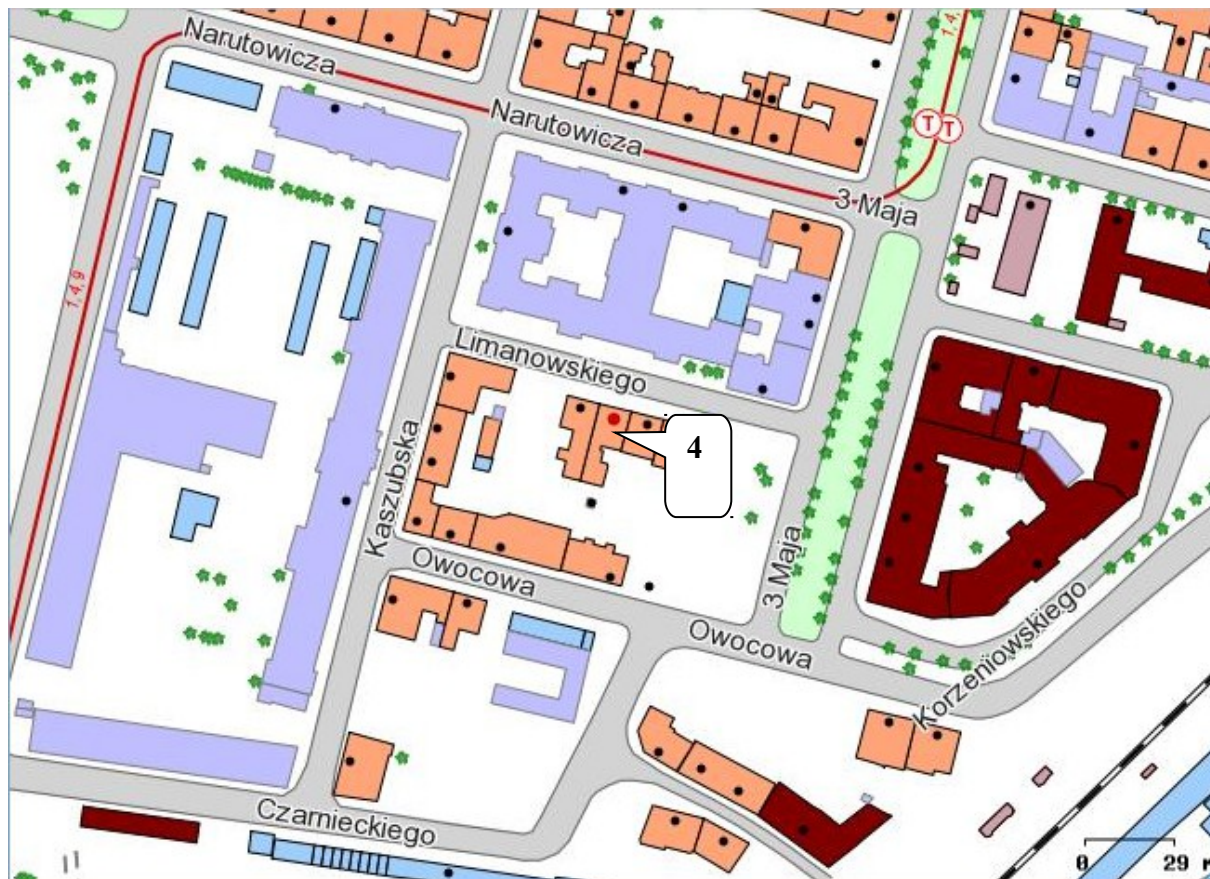 Narutowicza
1,4,
Narutowicza
T T
3 Maja
1, 4, 9
Limanowskiego
4
Kaszubska
Owocowa
3 Maja
Owocowa
Korzeniowskiego
Czarnieckiego
0 29